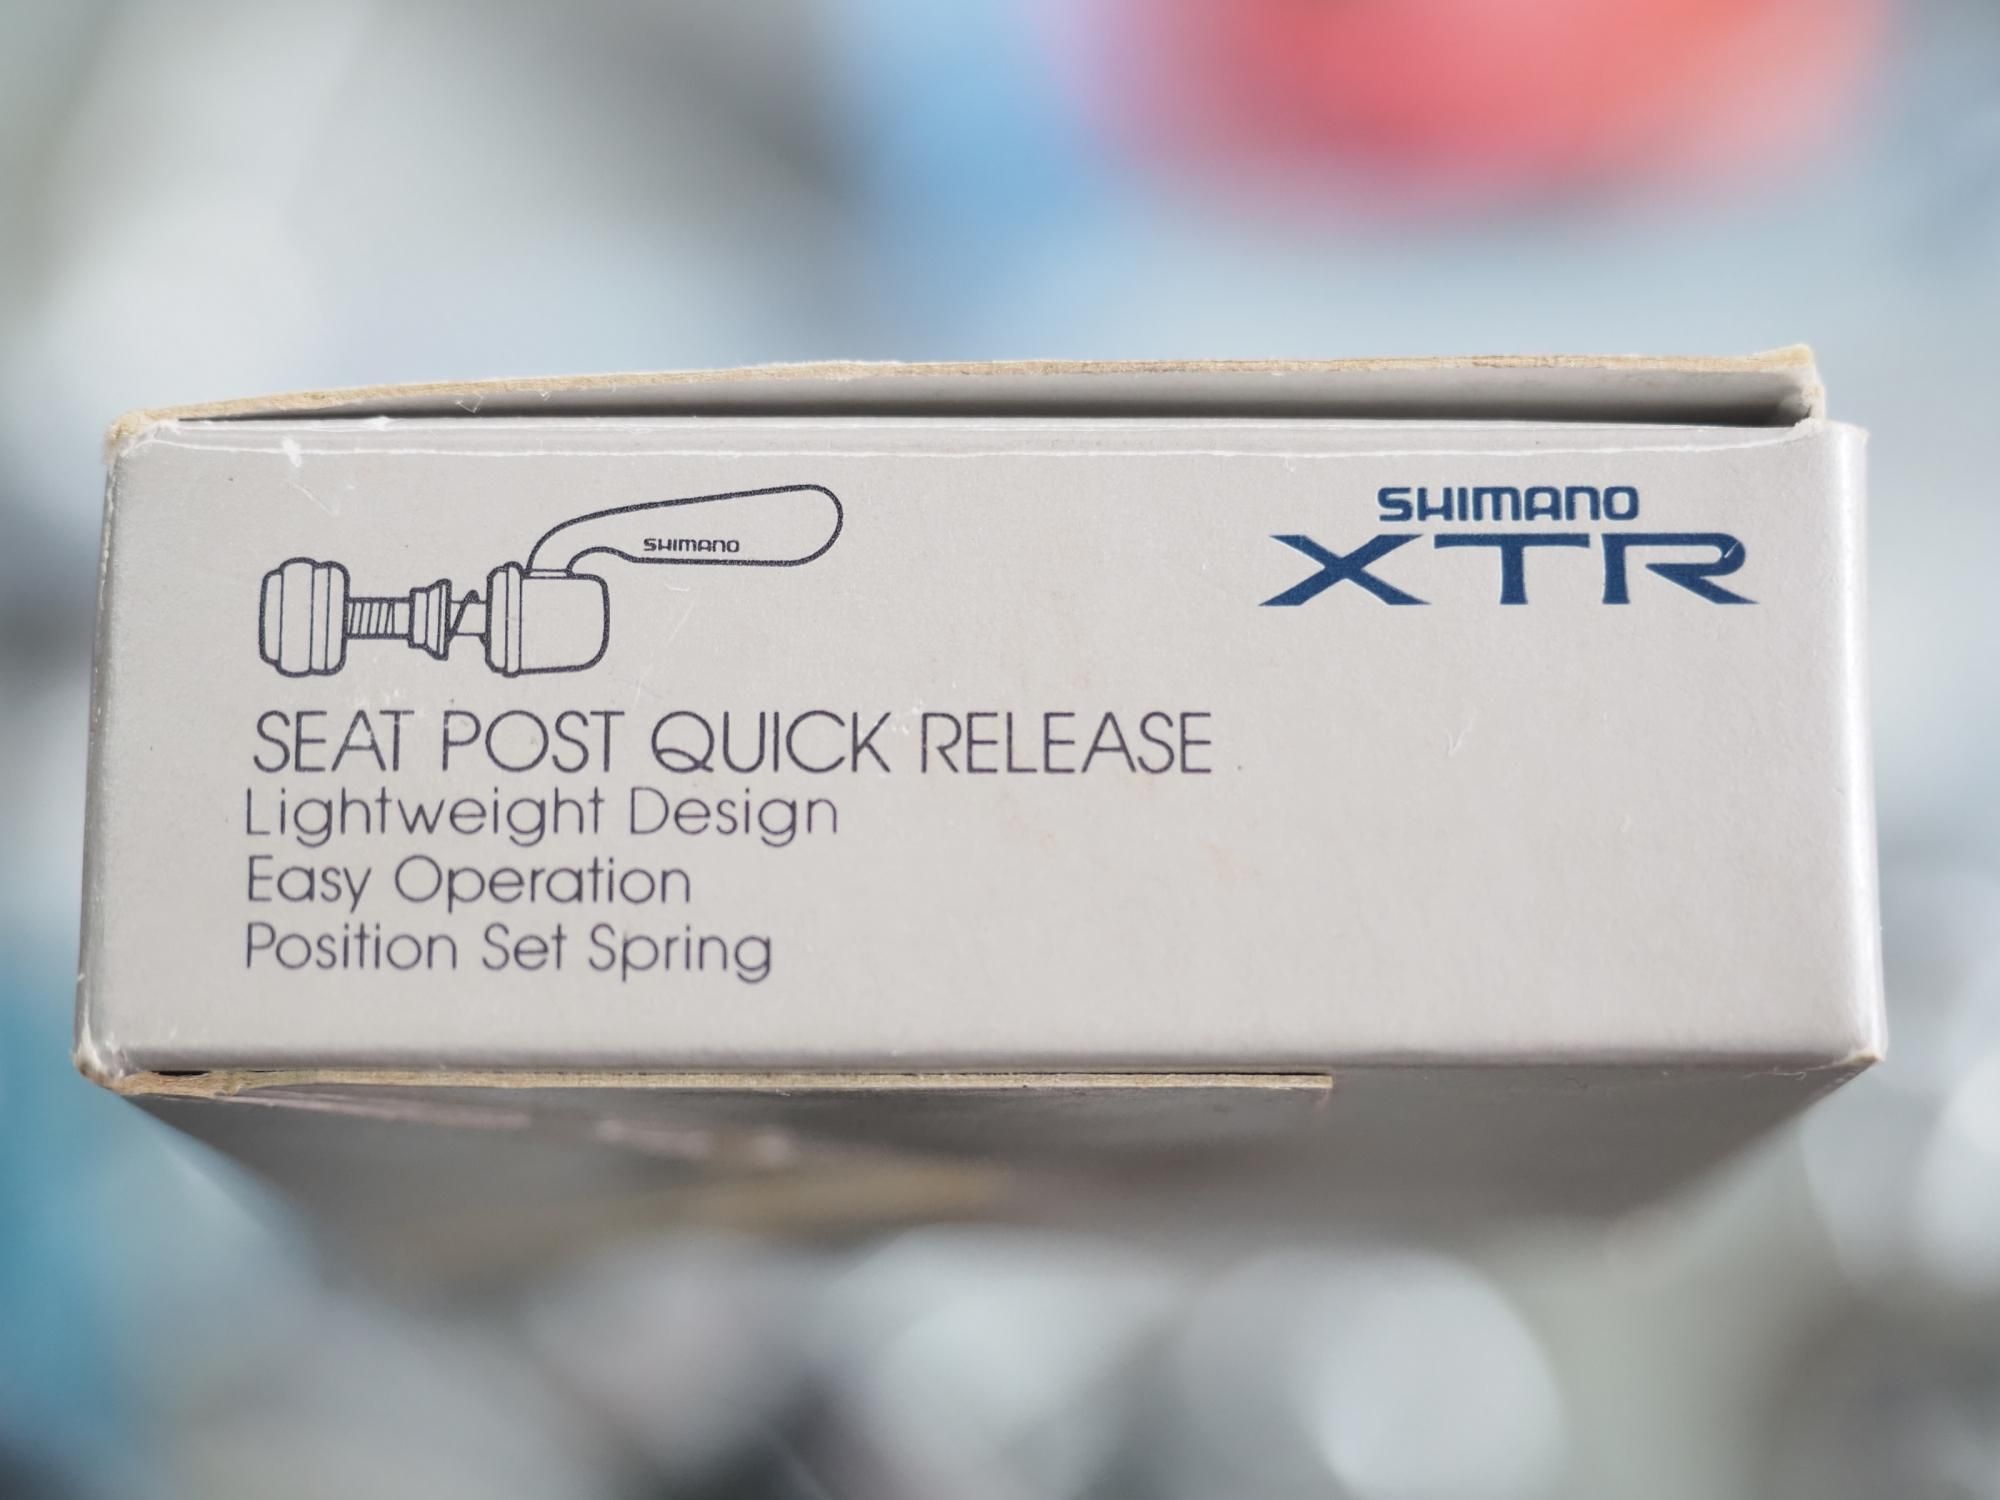 SHIMANO
SHIMANO
XTR
SEAT POST QUICK RELEASE
Lightweight Design
Easy Operation
Position Set Spring